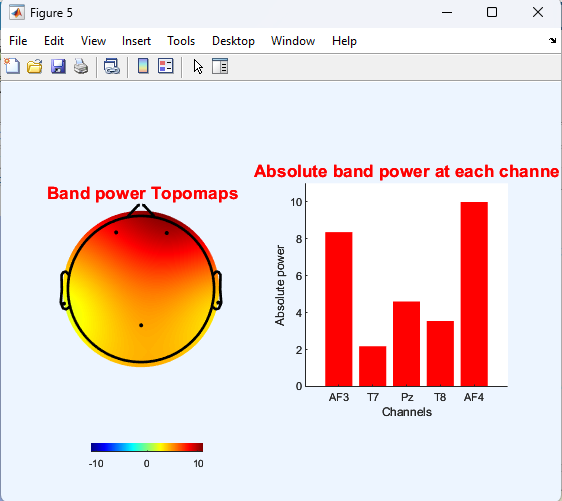 Figure 5
File Edit View Insert Tools Desktop Window Help
Band power Topomaps
-10 0 10
Absolute band power at each channe
10
8
6
4
2
0
Absolute power
AF3 T7 Pz T8 AF4
Channels